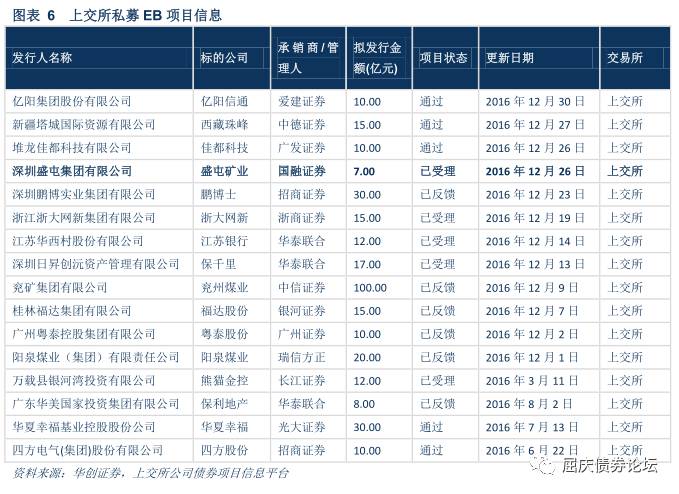 图表 6 上交所私募 EB 项目信息
发行人名称 标的公司 承销商/管理人 拟发行金额(亿元) 项目状态 更新日期 交易所
亿阳集团股份有限公司 亿阳信通 爱建证券 10.00 通过 2016 年 12 月 30 日 上交所
新疆塔城国际资源有限公司 西藏珠峰 中德证券 15.00 通过 2016 年 12 月 27 日 上交所
堆龙佳都科技有限公司 佳都科技 广发证券 10.00 通过 2016 年 12 月 26 日 上交所
深圳盛屯集团有限公司 盛屯矿业 国融证券 7.00 已受理 2016 年 12 月 26 日 上交所
深圳鹏博实业集团有限公司 鹏博士 招商证券 30.00 已反馈 2016 年 12 月 23 日 上交所
浙江浙大网新集团有限公司 浙大网新 浙商证券 15.00 已受理 2016 年 12 月 19 日 上交所
江苏华西村股份有限公司 江苏银行 华泰联合 12.00 已受理 2016 年 12 月 14 日 上交所
深圳日昇创沅资产管理有限公司 保千里 华泰联合 17.00 已受理 2016 年 12 月 13 日 上交所
兖矿集团有限公司 兖州煤业 中信证券 100.00 已反馈 2016 年 12 月 9 日 上交所
桂林福达集团有限公司 福达股份 银河证券 15.00 已反馈 2016 年 12 月 7 日 上交所
广州粤泰控股集团有限公司 粤泰股份 广州证券 10.00 已反馈 2016 年 12 月 2 日 上交所
阳泉煤业（集团）有限责任公司 阳泉煤业 瑞信方正 20.00 已反馈 2016 年 12 月 1 日 上交所
万载县银河湾投资有限公司 熊猫金控 长江证券 12.00 已受理 2016 年 3 月 11 日 上交所
广东华美国家投资集团有限公司 保利地产 华泰联合 8.00 已反馈 2016 年 8 月 2 日 上交所
华夏幸福基业控股股份公司 华夏幸福 光大证券 30.00 通过 2016 年 7 月 13 日 上交所
四方电气(集团)股份有限公司 四方股份 招商证券 10.00 通过 2016 年 6 月 22 日 上交所
资料来源：华创证券，上交所公司债券项目信息平台
屈庆债券论坛